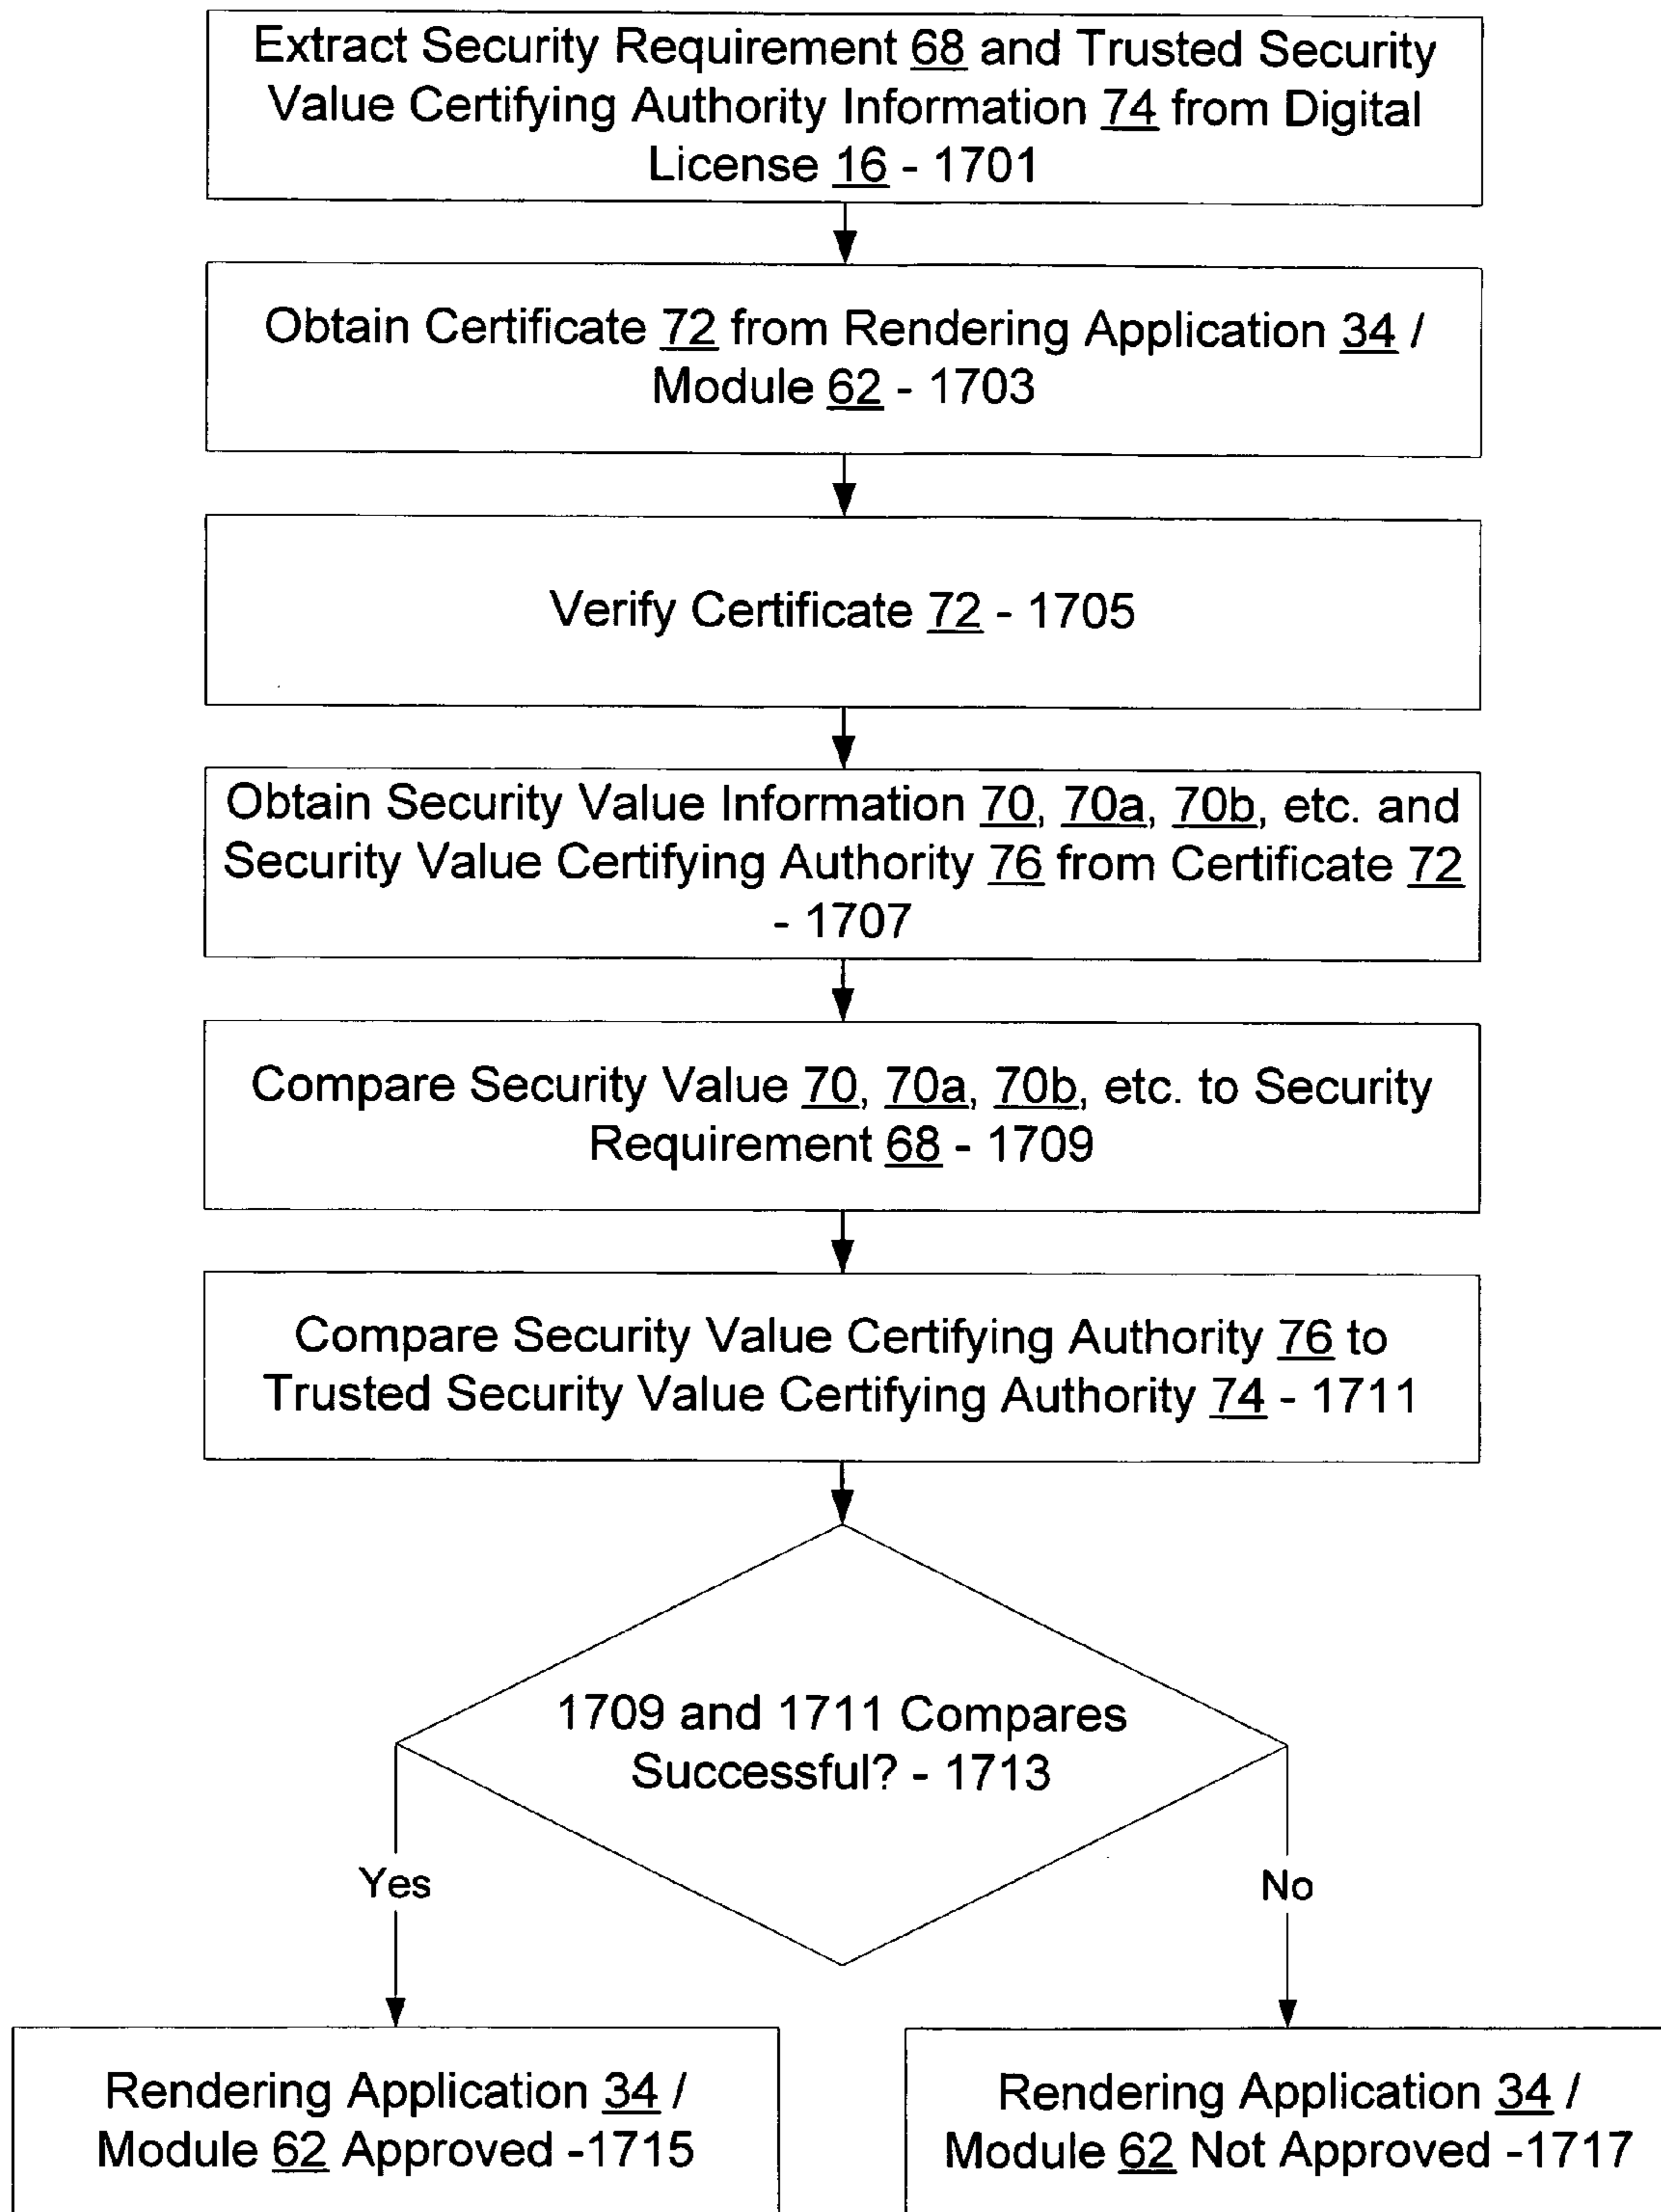 Extract Security Requirement 68 and Trusted Security
Value Certifying Authority Information 74 from Digital
License 16 - 1701
Obtain Certificate 72 from Rendering Application 34 /
Module 62 - 1703
Verify Certificate 72 - 1705
Obtain Security Value Information 70, 70a, 70b, etc. and
Security Value Certifying Authority 76 from Certificate 72
- 1707
Compare Security Value 70, 70a, 70b, etc. to Security
Requirement 68 - 1709
Compare Security Value Certifying Authority 76 to
Trusted Security Value Certifying Authority 74 - 1711
1709 and 1711 Compares
Successful? - 1713
Yes
No
Rendering Application 34 /
Module 62 Approved -1715
Rendering Application 34 /
Module 62 Not Approved -1717